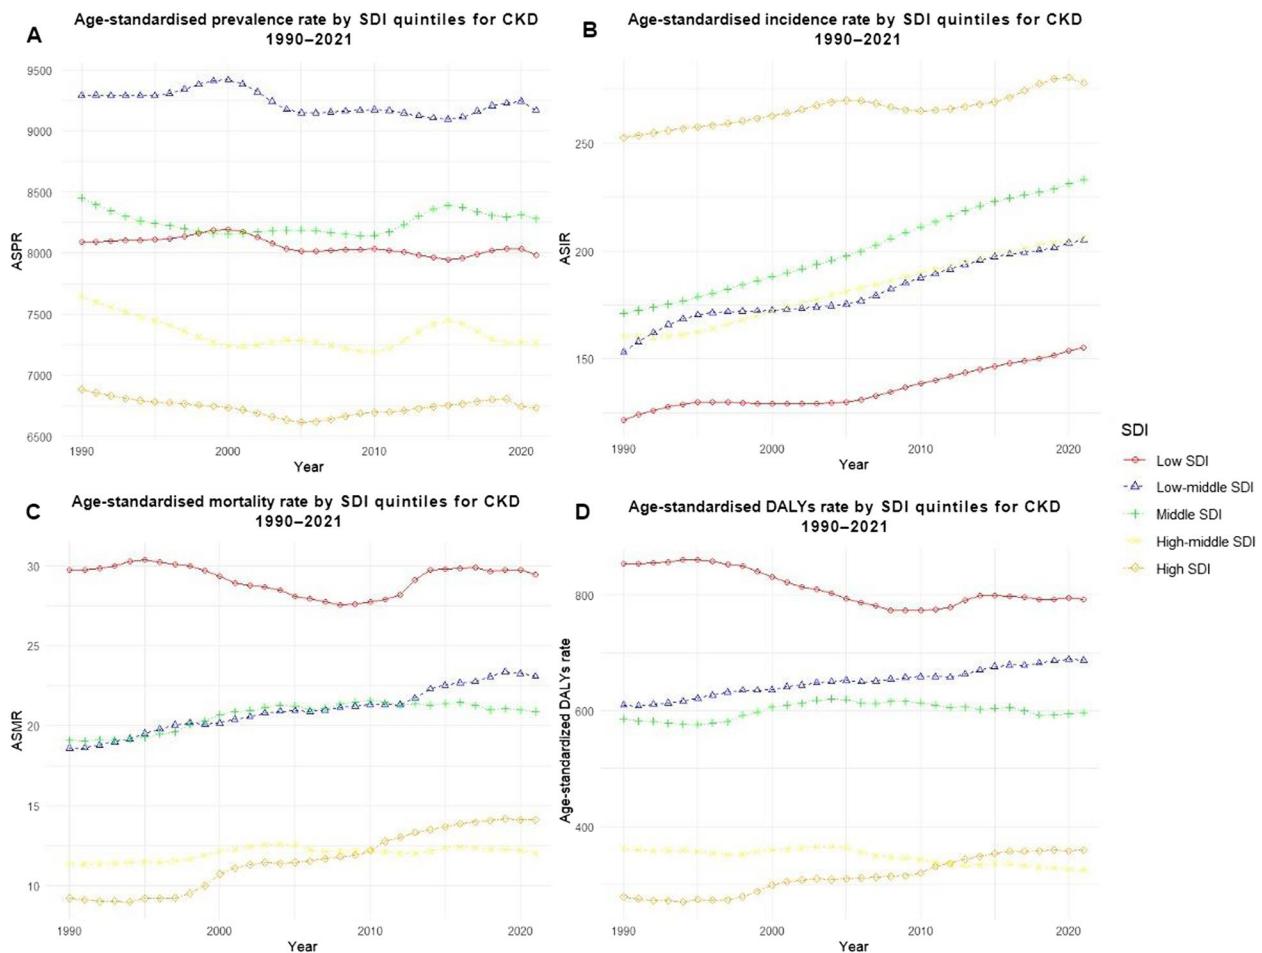 A
Age-standardised prevalence rate by SDI quintiles for CKD
1990–2021
9500
9000
8500
8000
7500
7000
6500
ASPR
1990
2000
2010
2020
Year
B
Age-standardised incidence rate by SDI quintiles for CKD
1990–2021
250
200
150
ASIR
1990
2000
2010
2020
Year
SDI
Low SDI
Low-middle SDI
Middle SDI
High-middle SDI
High SDI
C
Age-standardised mortality rate by SDI quintiles for CKD
1990–2021
30
25
20
15
10
ASMR
1990
2000
2010
2020
Year
D
Age-standardised DALYs rate by SDI quintiles for CKD
1990–2021
800
600
400
Age-standardized DALYs rate
1990
2000
2010
2020
Year